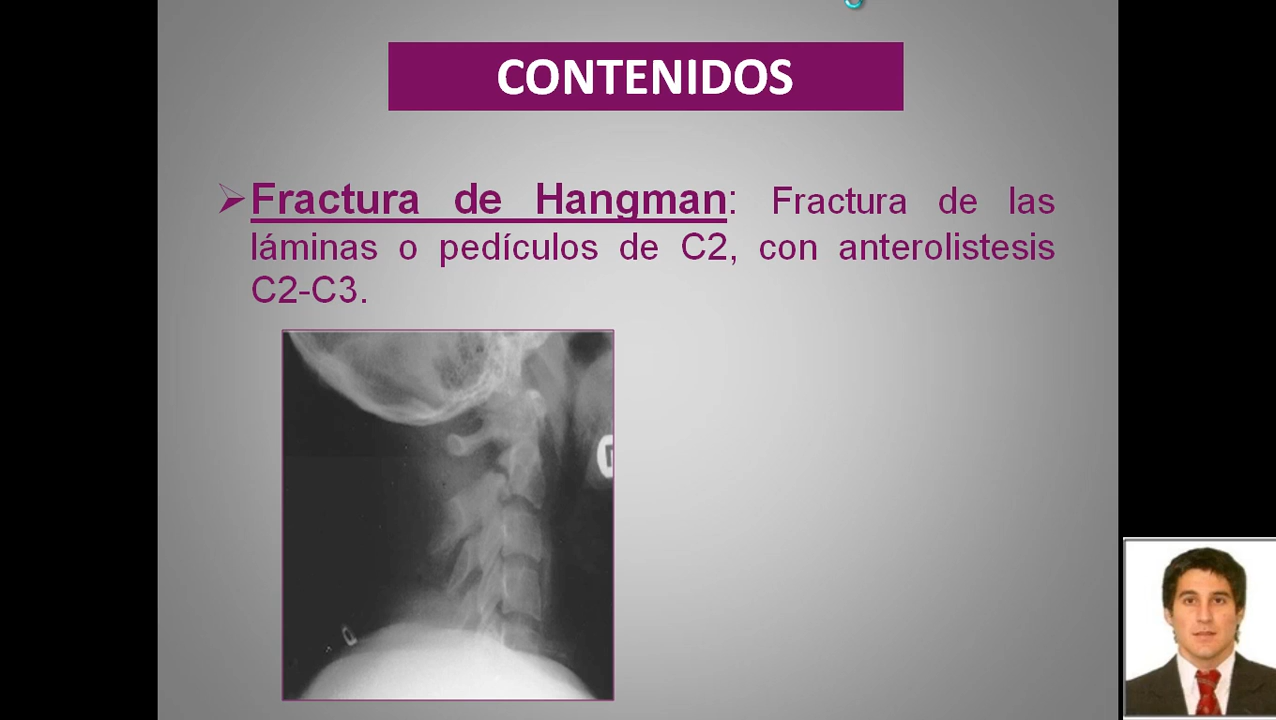 CONTENIDOS
Fractura de Hangman: Fractura de las
láminas o pedículos de C2, con anterolistesis
C2-C3.